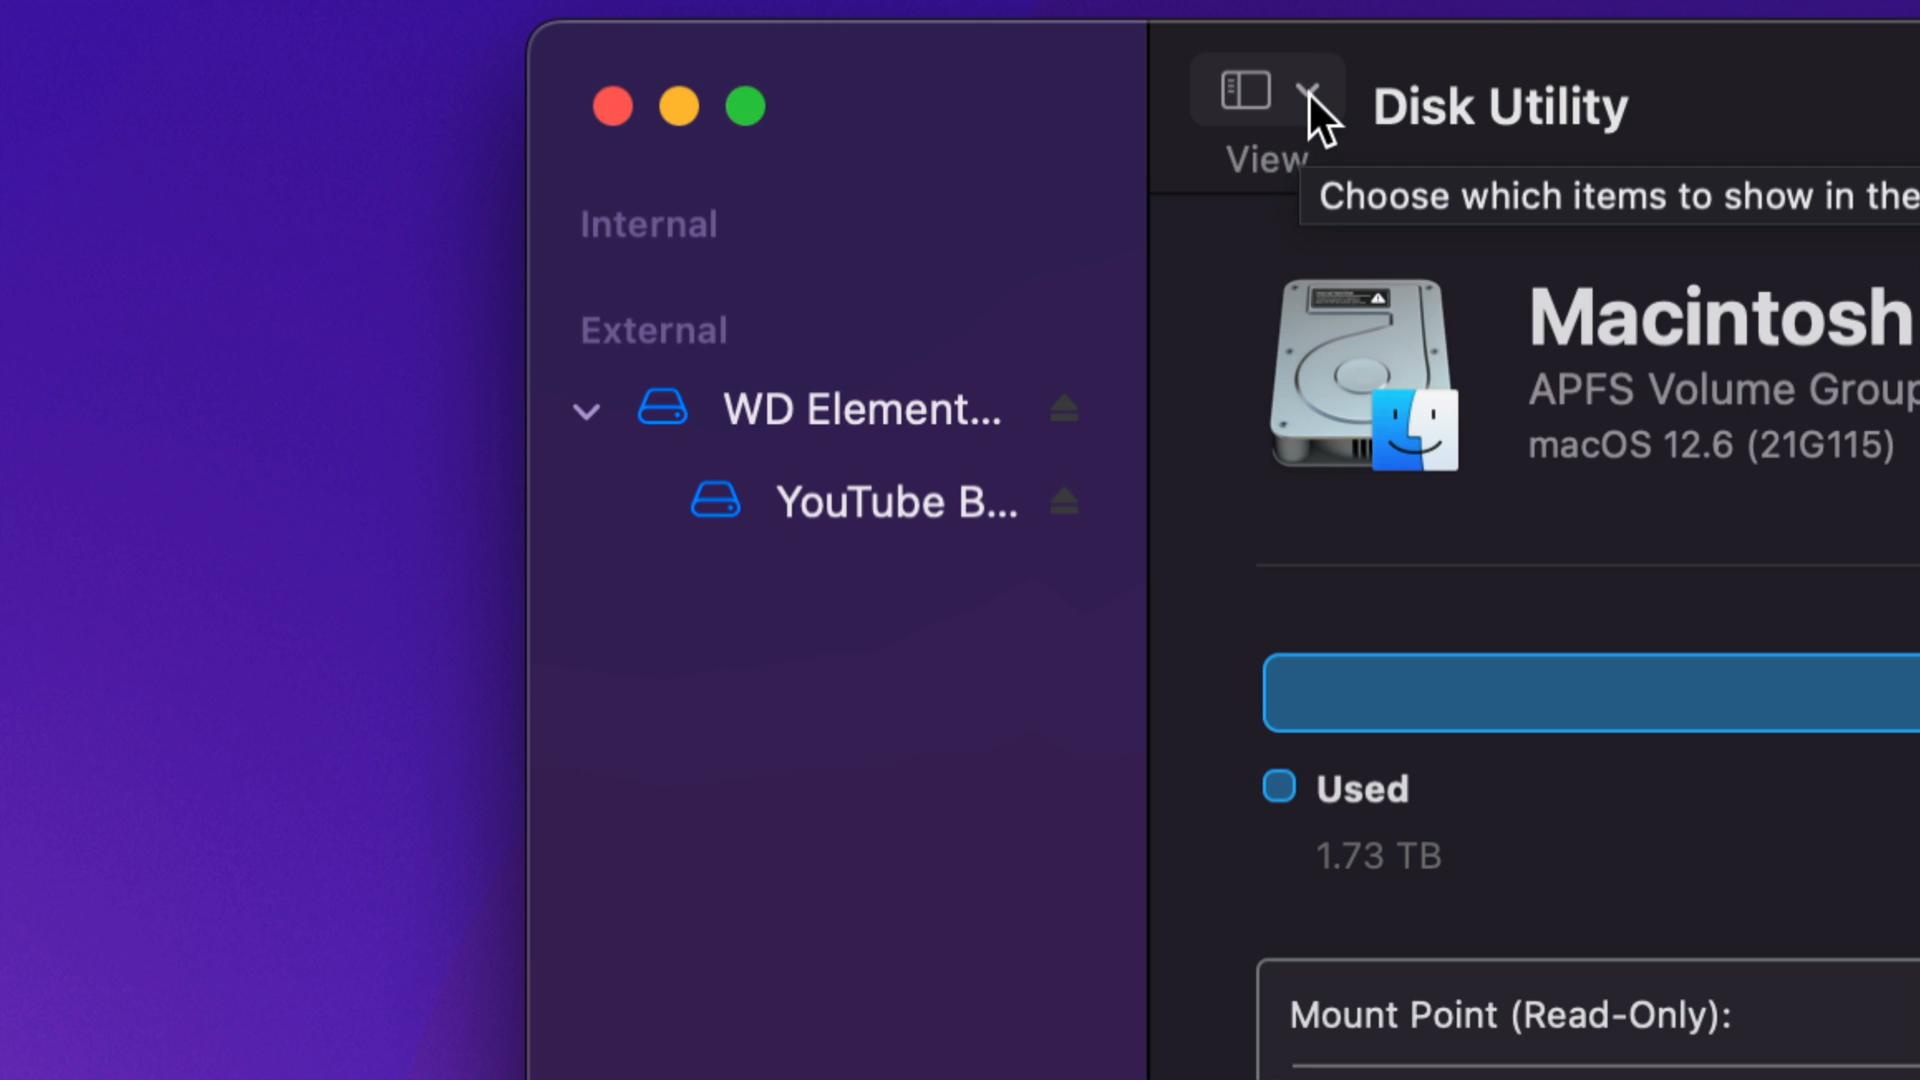 Disk Utility
View
Choose which items to show in the
Internal
External
WD Element...
YouTube B...
Macintosh
APFS Volume Group
macOS 12.6 (21G115)
Used
1.73 TB
Mount Point (Read-Only):